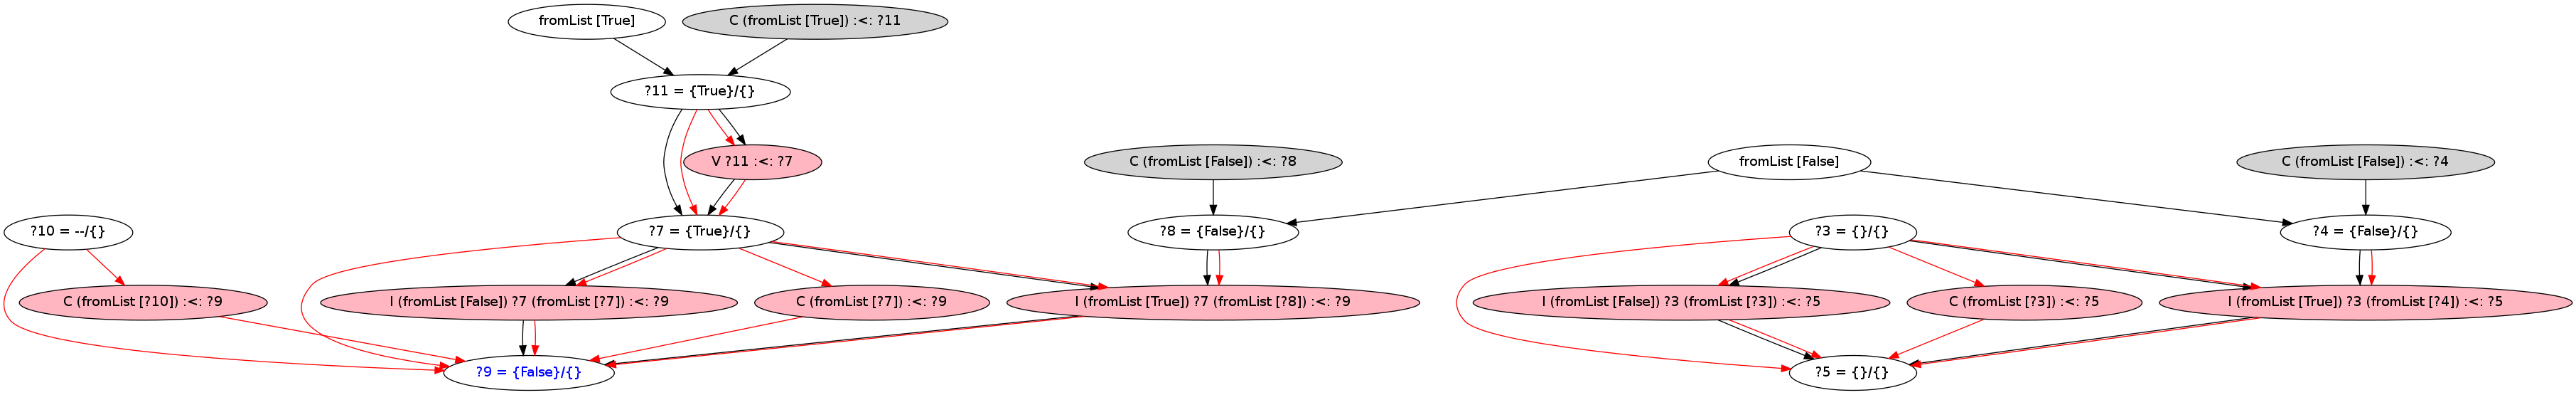 fromList [True]
C (fromList [True]) :<: ?11
?11 = {True}/{}
V ?11 :<: ?7
C (fromList [False]) :<: ?8
fromList [False]
C (fromList [False]) :<: ?4
?10 = --/{}
?7 = {True}/{}
?8 = {False}/{}
?3 = {}/{}
?4 = {False}/{}
C (fromList [?10]) :<: ?9
I (fromList [False]) ?7 (fromList [?7]) :<: ?9
C (fromList [?7]) :<: ?9
I (fromList [True]) ?7 (fromList [?8]) :<: ?9
I (fromList [False]) ?3 (fromList [?3]) :<: ?5
C (fromList [?3]) :<: ?5
I (fromList [True]) ?3 (fromList [?4]) :<: ?5
?9 = {False}/{}
?5 = {}/{}